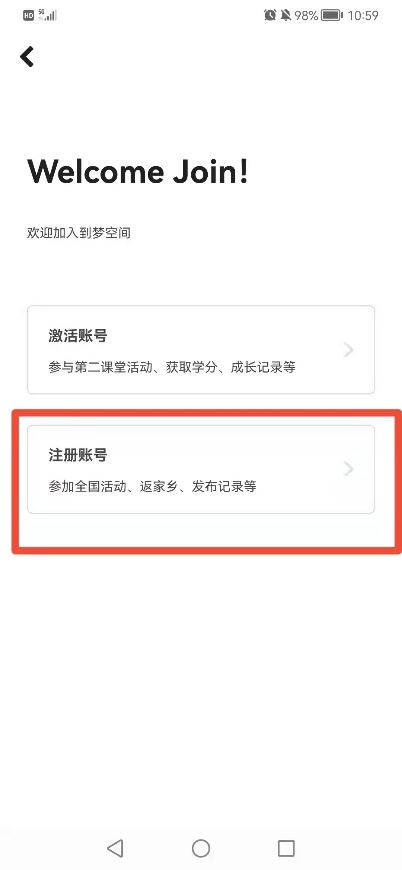 HD 5G 98% 10:59
Welcome Join!
欢迎加入到梦空间
激活账号
参与第二课堂活动、获取学分、成长记录等
注册账号
参加全国活动、返家乡、发布记录等